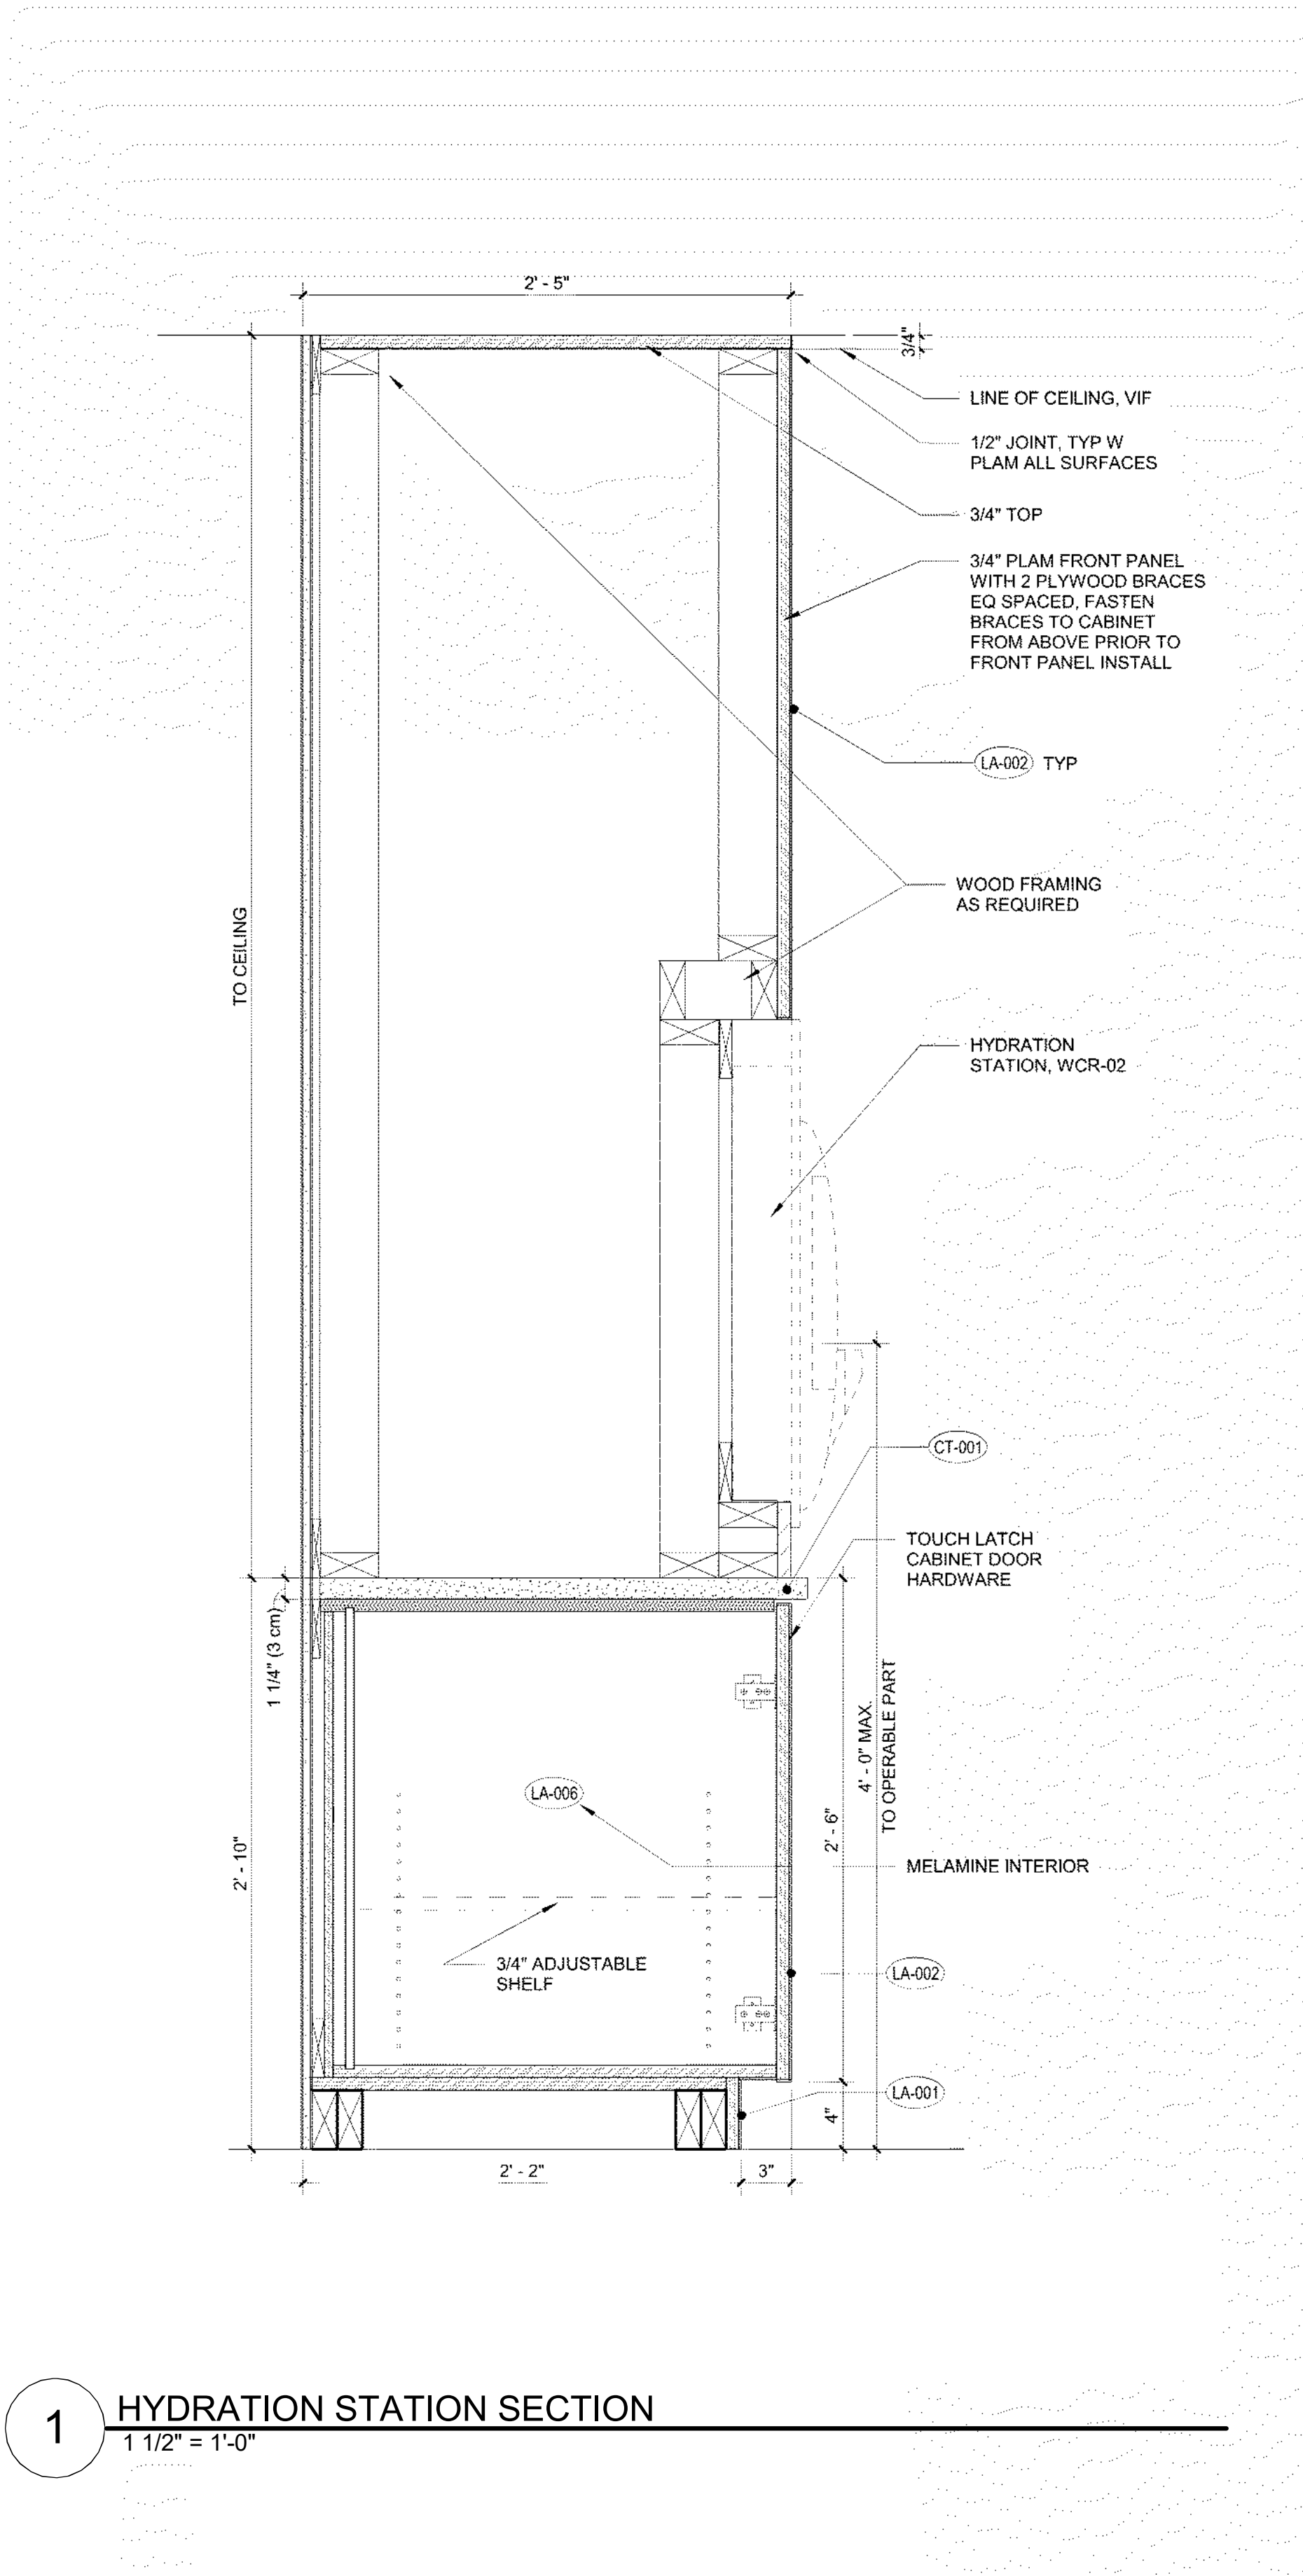 2' - 5"
3/4"
LINE OF CEILING, VIF
1/2" JOINT, TYP W
PLAM ALL SURFACES
3/4" TOP
3/4" PLAM FRONT PANEL
WITH 2 PLYWOOD BRACES
EQ SPACED, FASTEN
BRACES TO CABINET
FROM ABOVE PRIOR TO
FRONT PANEL INSTALL
LA-002 TYP
WOOD FRAMING
AS REQUIRED
TO CEILING
HYDRATION
STATION, WCR-02
CT-001
TOUCH LATCH
CABINET DOOR
HARDWARE
1 1/4" (3 cm)
4' - 0" MAX.
TO OPERABLE PART
LA-006
2' - 10"
2' - 6"
MELAMINE INTERIOR
3/4" ADJUSTABLE
SHELF
LA-002
LA-001
4"
2' - 2"
3"
1
HYDRATION STATION SECTION
1 1/2" = 1'-0"